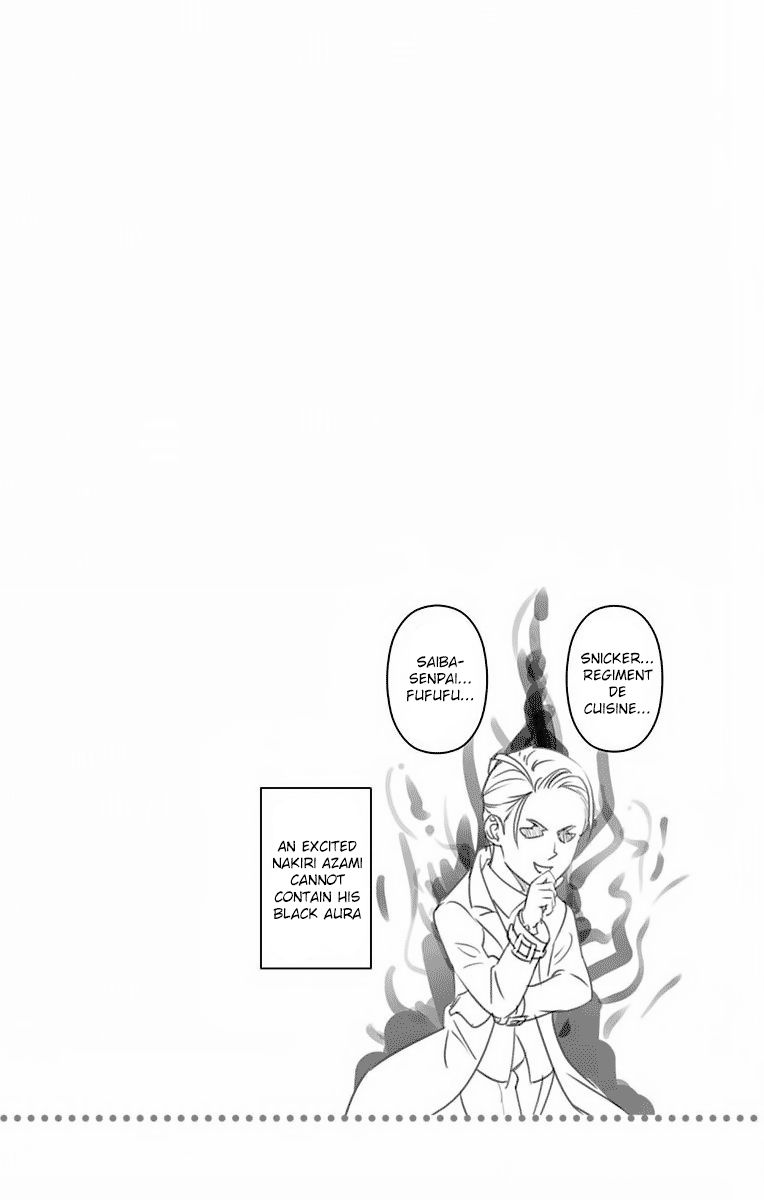 SNICKER...
REGIMENT
DE
CUISINE...
SAIBA-
SENPAI...
FUFUFU...
AN EXCITED
NAKIRI AZAMI
CANNOT
CONTAIN HIS
BLACK AURA